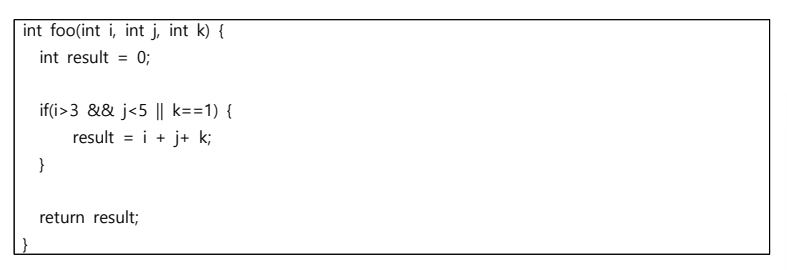 int foo(int i, int j, int k) {
int result = 0;
if(i>3 && j<5 || k==1) {
result = i + j+ k;
}
return result;
}